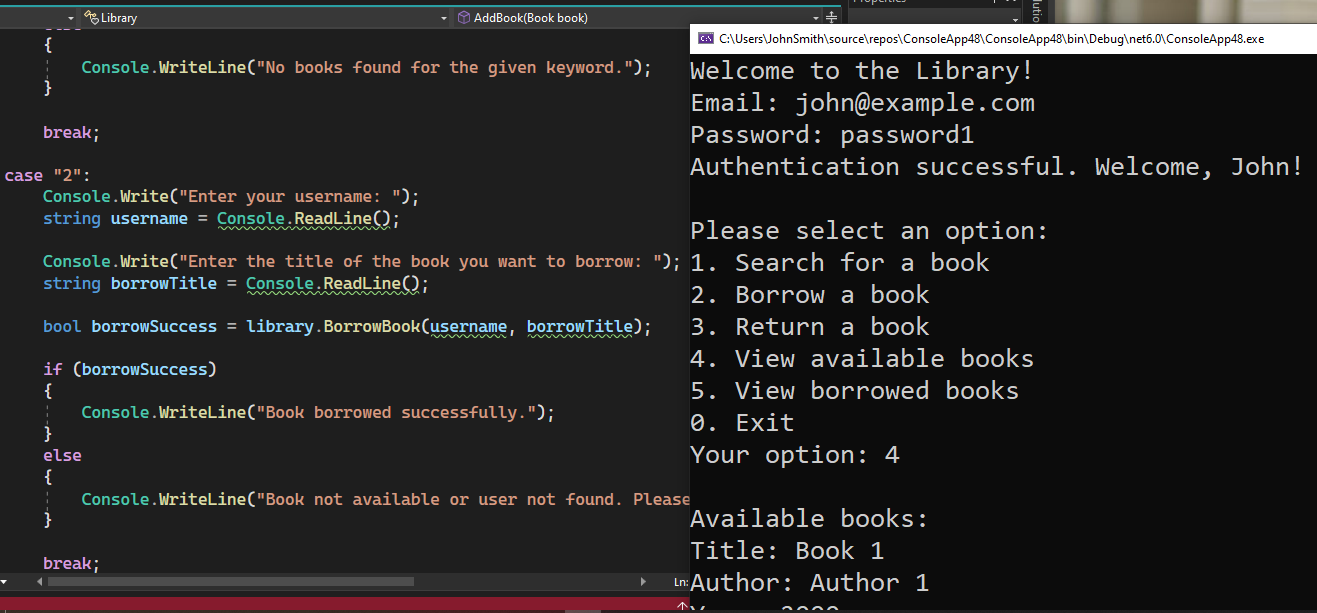 Library
AddBook(Book book)
{
Console.WriteLine("No books found for the given keyword.");
}
break;
case "2":
Console.Write("Enter your username: ");
string username = Console.ReadLine();
Console.Write("Enter the title of the book you want to borrow: ");
string borrowTitle = Console.ReadLine();
bool borrowSuccess = library.BorrowBook(username, borrowTitle);
if (borrowSuccess)
{
Console.WriteLine("Book borrowed successfully.");
}
else
{
Console.WriteLine("Book not available or user not found. Please
}
break;
Ln:
Properties
C:\Users\JohnSmith\source\repos\ConsoleApp48\ConsoleApp48\bin\Debug\net6.0\ConsoleApp48.exe
Welcome to the Library!
Email: john@example.com
Password: password1
Authentication successful. Welcome, John!
Please select an option:
1. Search for a book
2. Borrow a book
3. Return a book
4. View available books
5. View borrowed books
0. Exit
Your option: 4
Available books:
Title: Book 1
Author: Author 1